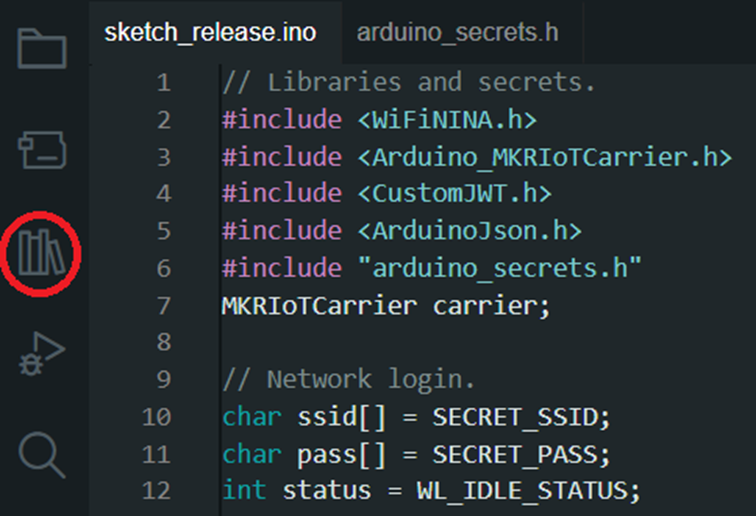 sketch_release.ino arduino_secrets.h
1 // Libraries and secrets.
2 #include <WiFiNINA.h>
3 #include <Arduino_MKRIoTCarrier.h>
4 #include <CustomJWT.h>
5 #include <ArduinoJson.h>
6 #include "arduino_secrets.h"
7 MKRIoTCarrier carrier;
8
9 // Network login.
10 char ssid[] = SECRET_SSID;
11 char pass[] = SECRET_PASS;
12 int status = WL_IDLE_STATUS;